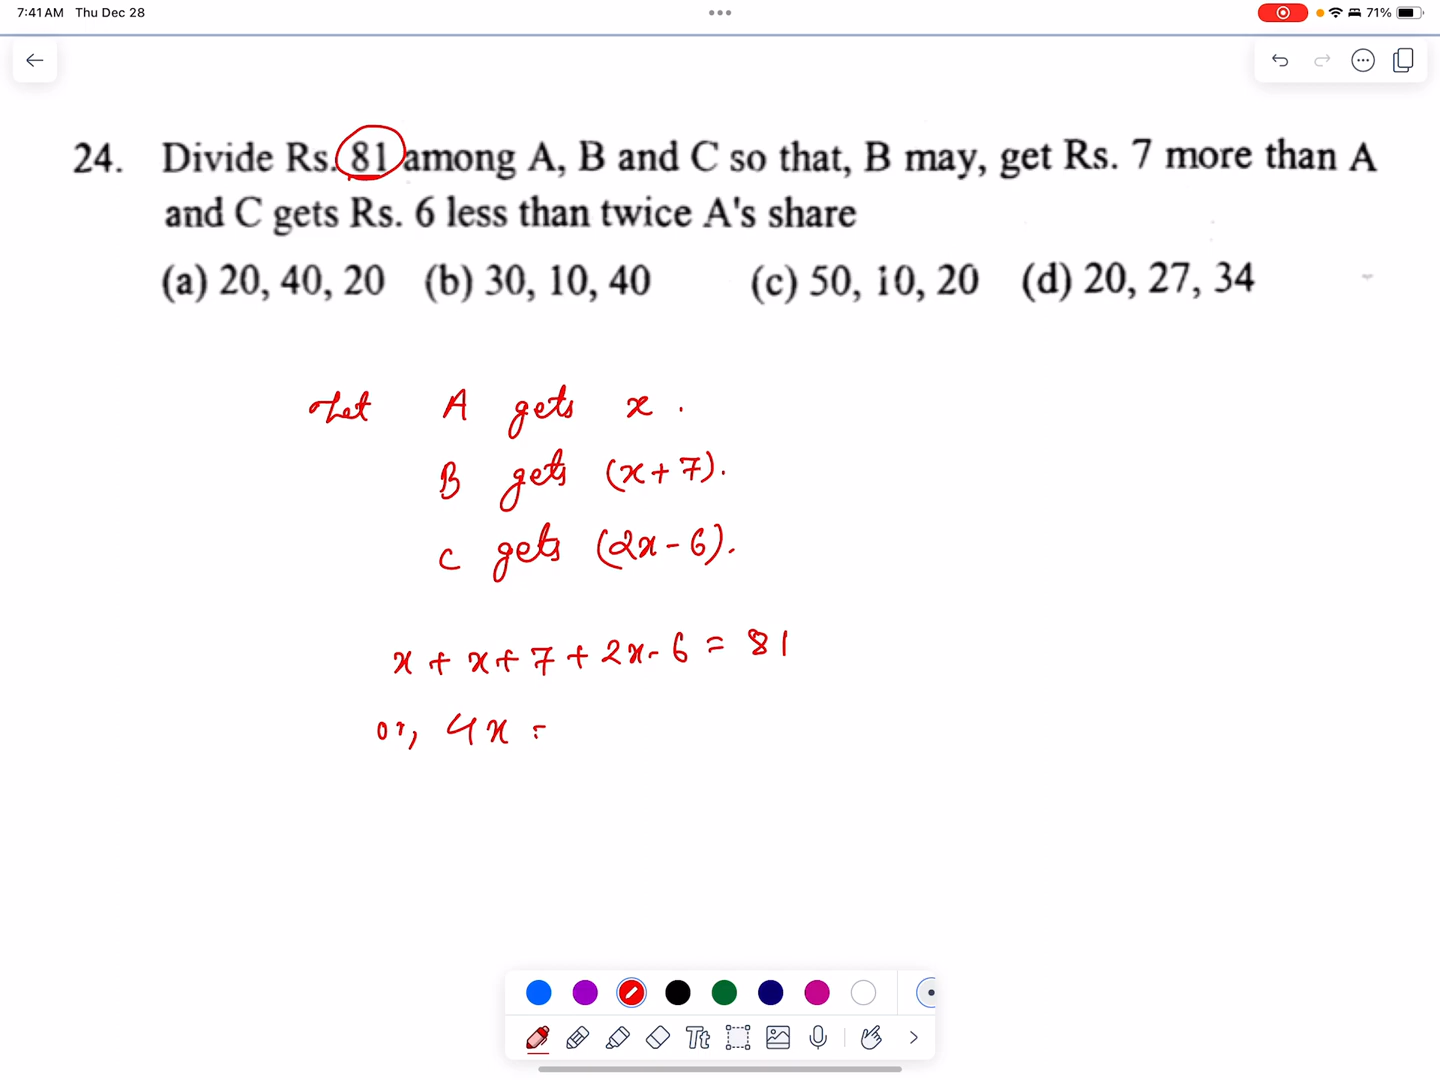 7:41 AM Thu Dec 28
71%
24. Divide Rs. 81 among A, B and C so that, B may, get Rs. 7 more than A
and C gets Rs. 6 less than twice A's share
(a) 20, 40, 20 (b) 30, 10, 40 (c) 50, 10, 20 (d) 20, 27, 34
Let A gets x.
B gets (x+7).
C gets (2x-6).
x + x + 7 + 2x - 6 = 81
or, 4x =
Tt